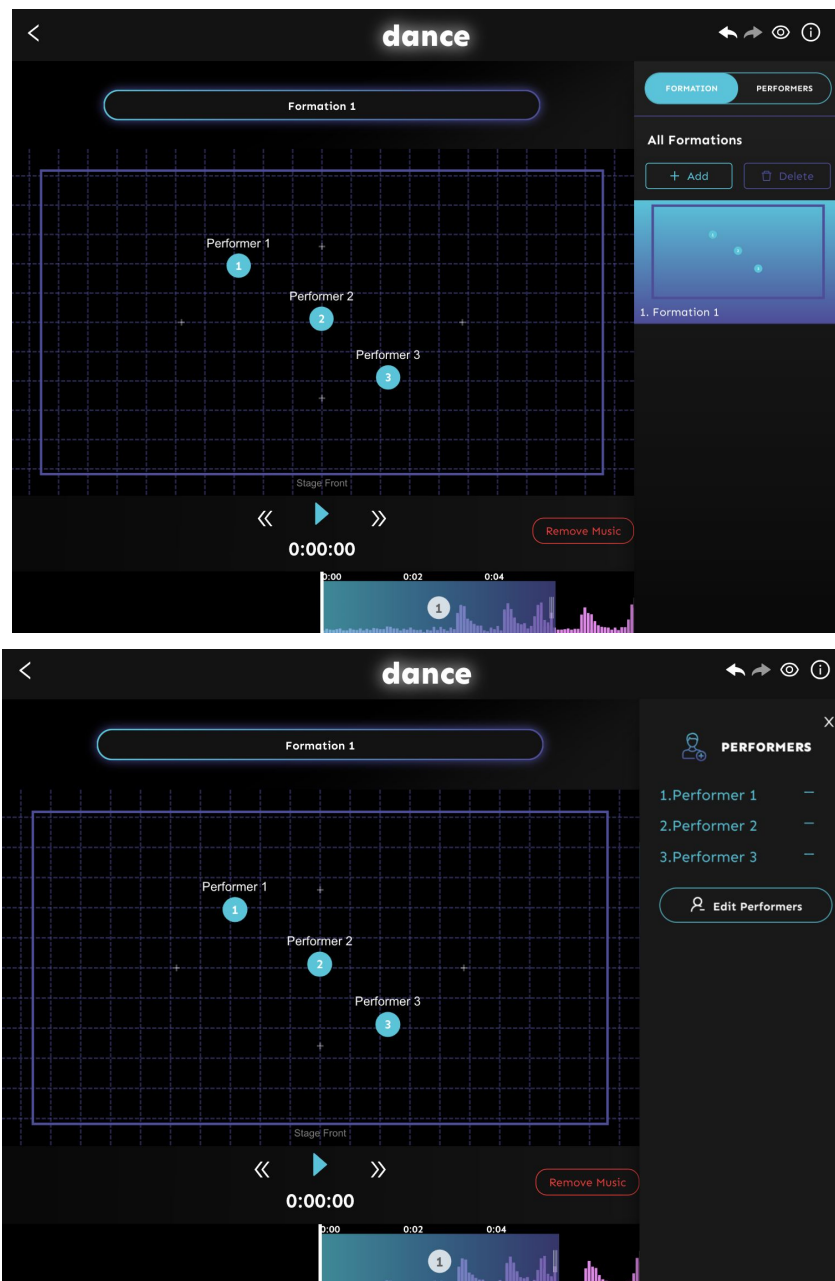 dance
Formation 1
FORMATION PERFORMERS
All Formations
+ Add Delete
Performer 1
1
Performer 2
2
Performer 3
3
1
2
3
1. Formation 1
Stage Front
Remove Music
0:00:00
0:00 0:02 0:04
1
dance
Formation 1
X
PERFORMERS
1.Performer 1
2.Performer 2
3.Performer 3
Edit Performers
Performer 1
1
Performer 2
2
Performer 3
3
Stage Front
Remove Music
0:00:00
0:00 0:02 0:04
1